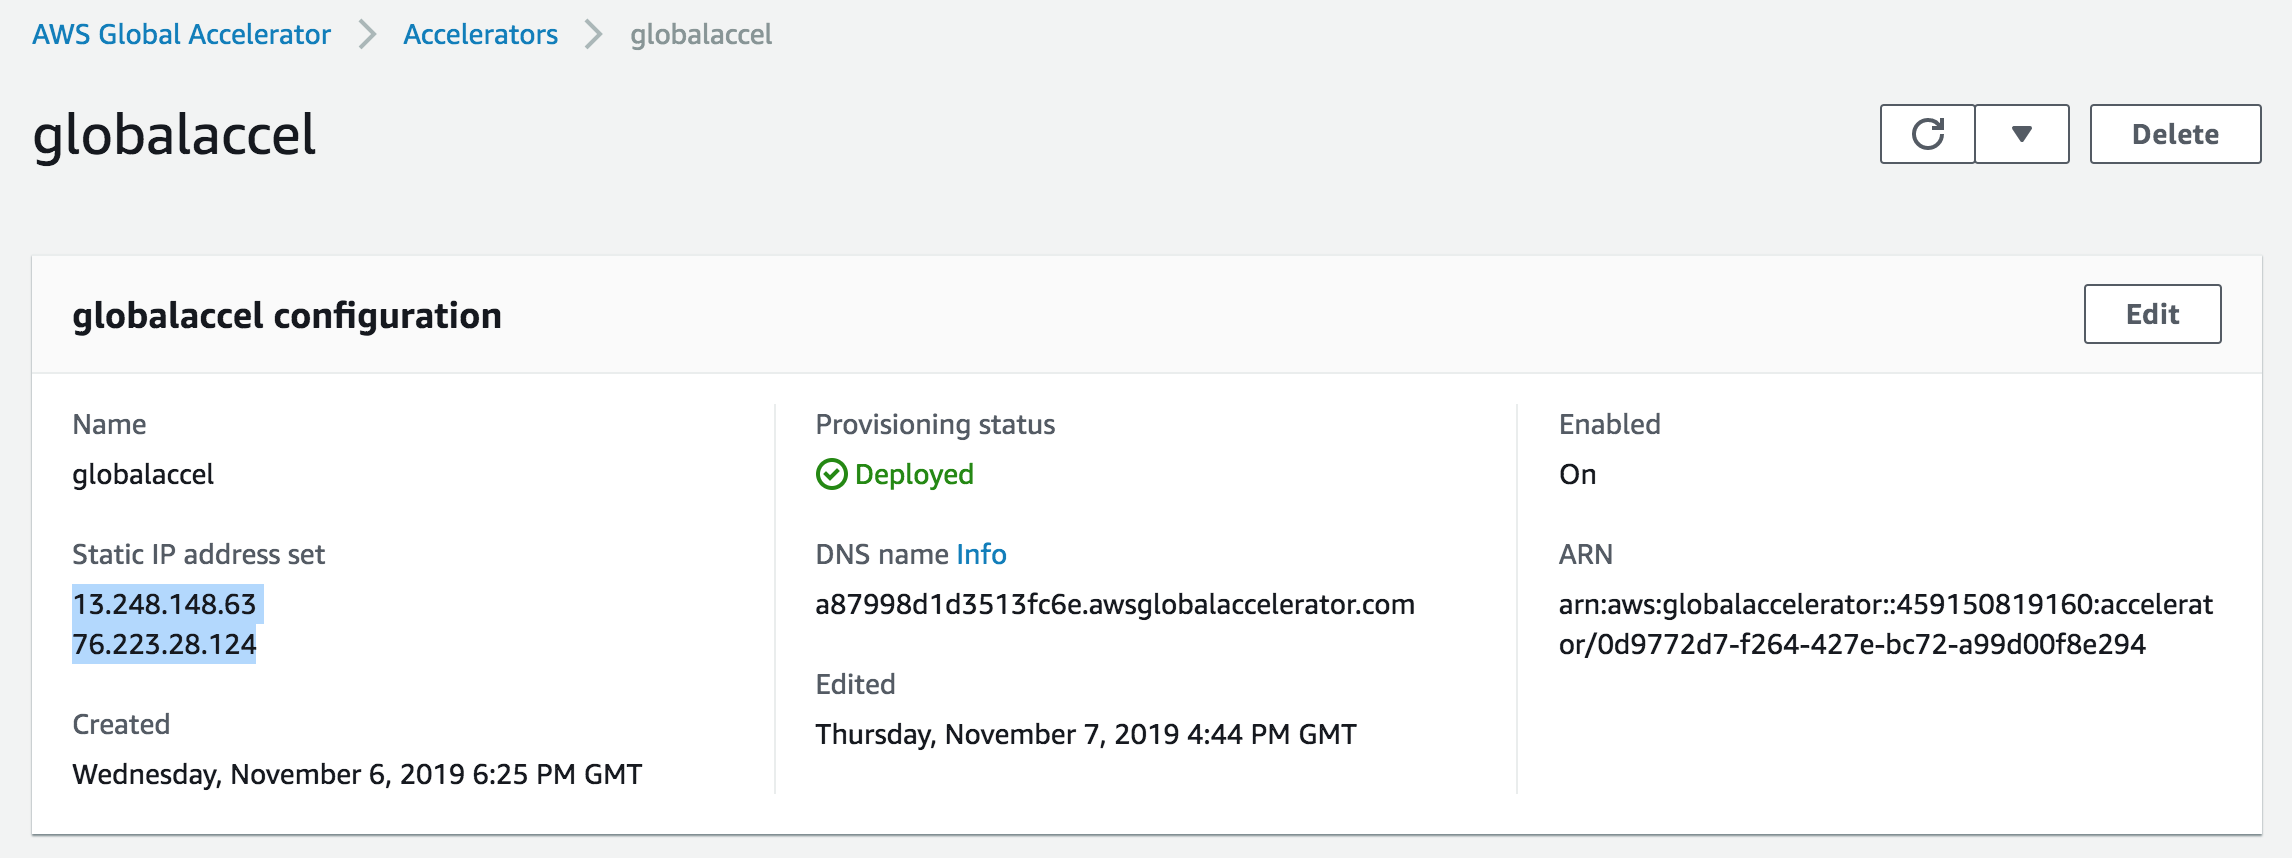 AWS Global Accelerator > Accelerators > globalaccel
globalaccel
Delete
globalaccel configuration
Edit
Name
globalaccel
Static IP address set
13.248.148.63
76.223.28.124
Created
Wednesday, November 6, 2019 6:25 PM GMT
Provisioning status
Deployed
DNS name Info
a87998d1d3513fc6e.awsglobalaccelerator.com
Edited
Thursday, November 7, 2019 4:44 PM GMT
Enabled
On
ARN
arn:aws:globalaccelerator::459150819160:accelerat
or/0d9772d7-f264-427e-bc72-a99d00f8e294